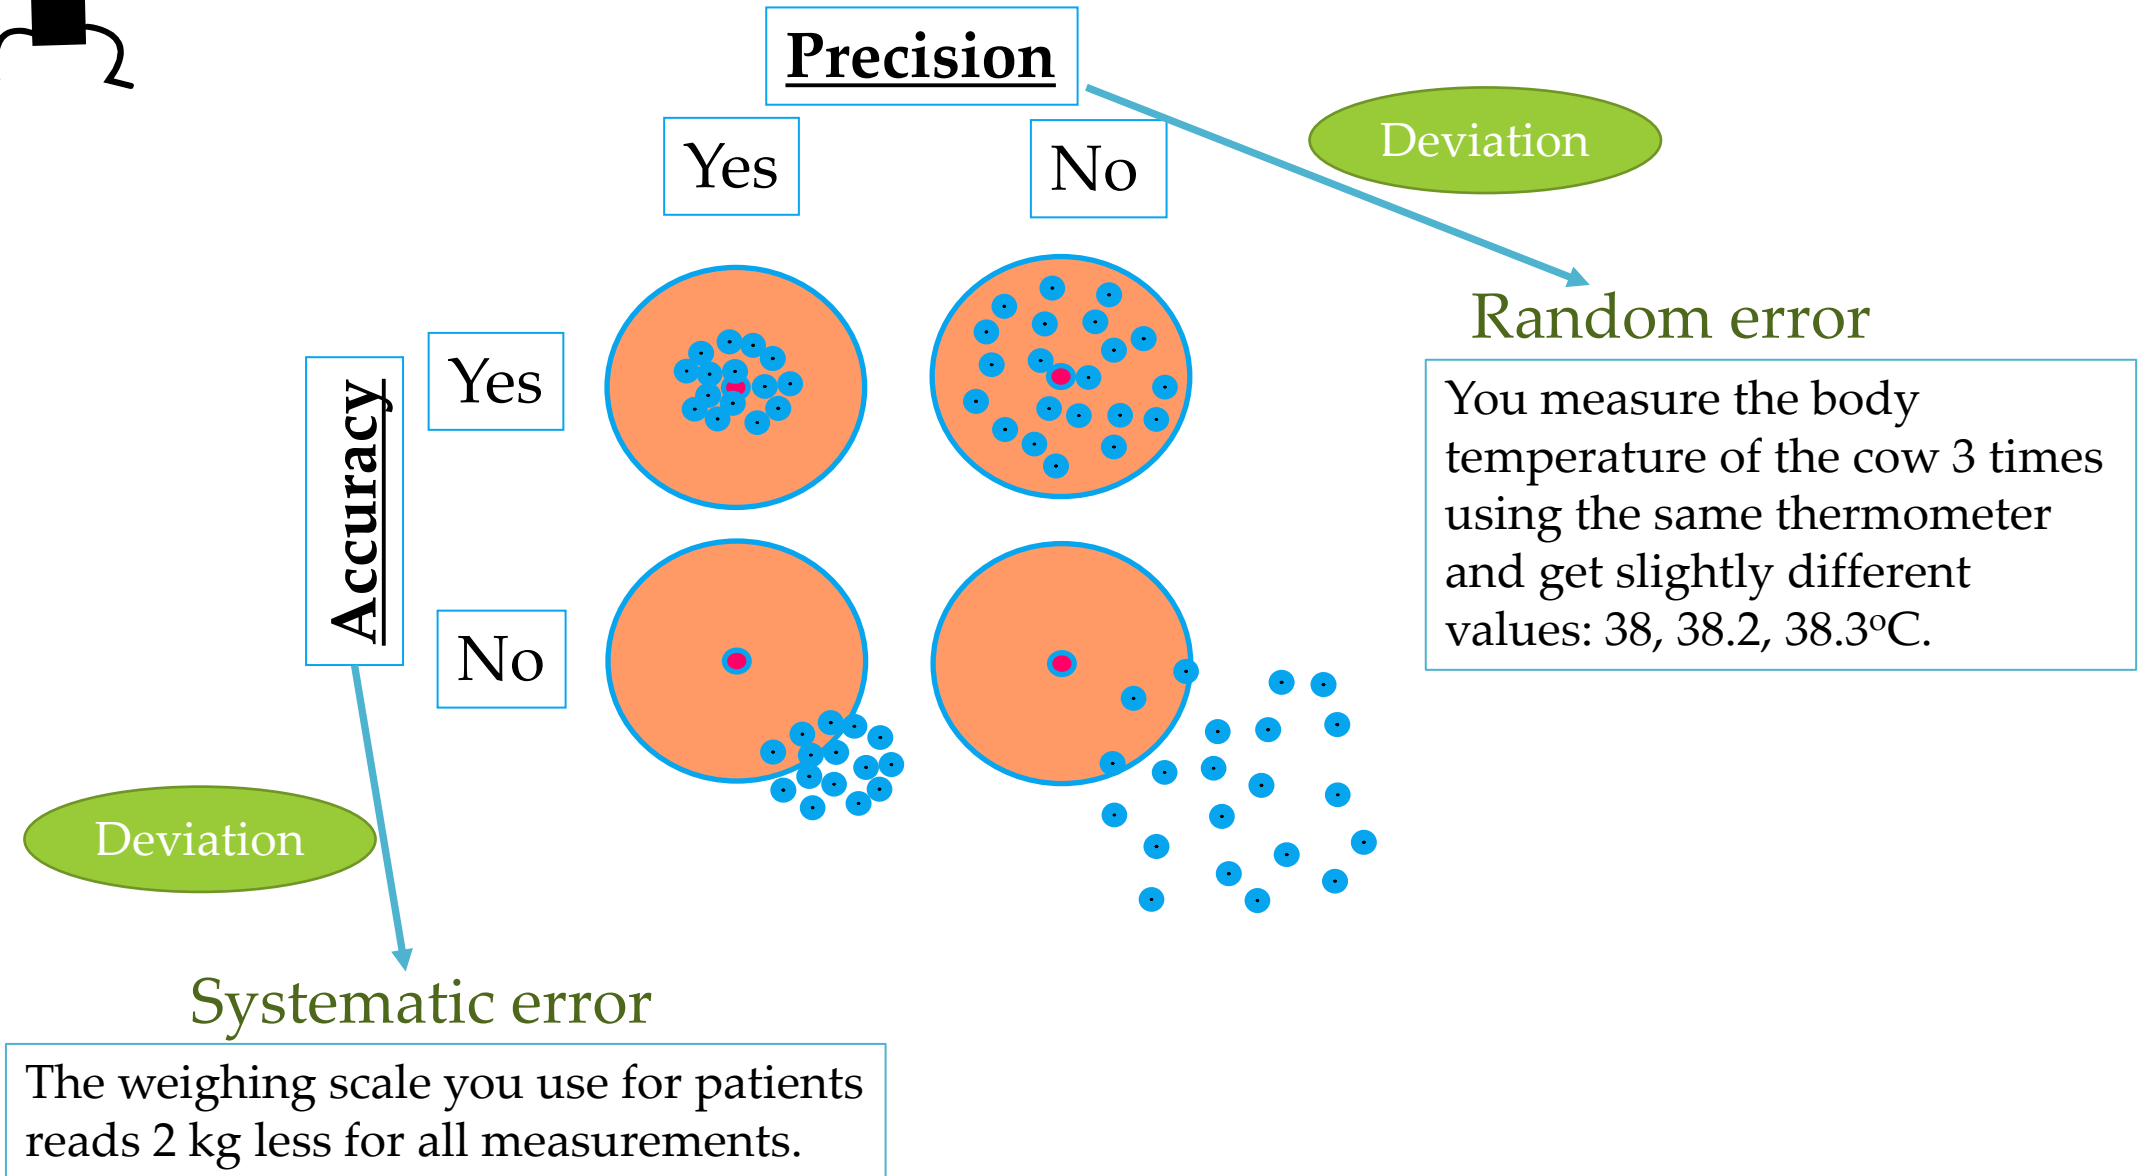 Precision
Deviation
Yes
No
Random error
Yes
You measure the body
temperature of the cow 3 times
using the same thermometer
and get slightly different
values: 38, 38.2, 38.3ºC.
Accuracy
No
Deviation
Systematic error
The weighing scale you use for patients
reads 2 kg less for all measurements.